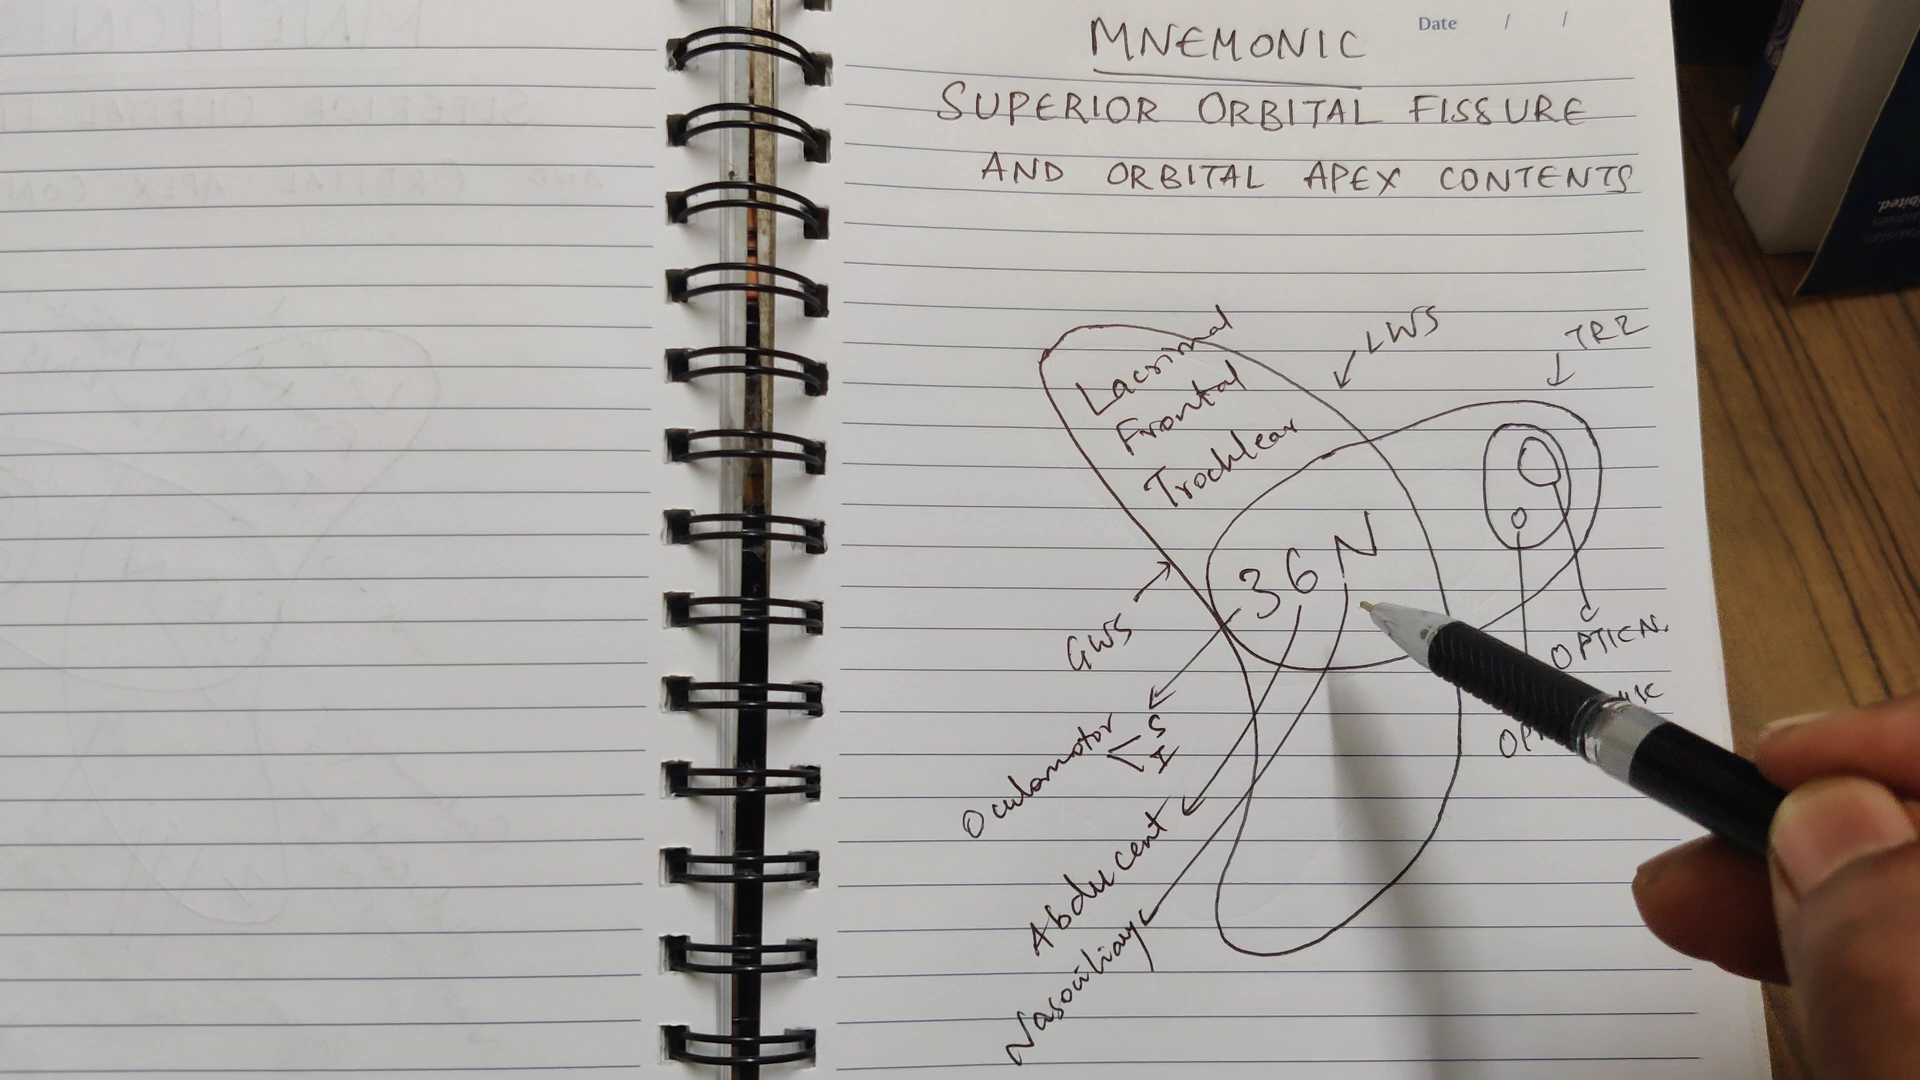 Date / /
MNEMONIC
SUPERIOR ORBITAL FISSURE
AND ORBITAL APEX CONTENTS
Lacrimal
Frontal
Trochlear
LWS
TRZ
36N
GWS
OPTIC N.
Oculomotor S
I
Abducent
Nasociliary